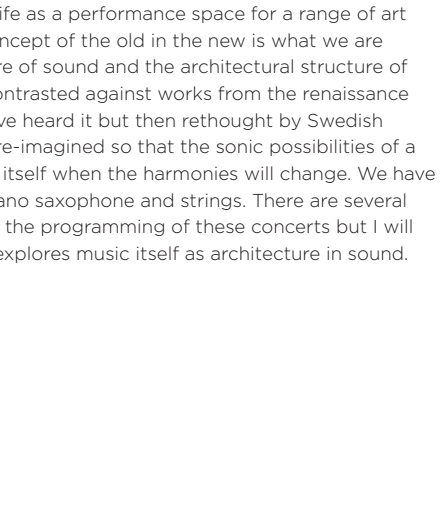 life as a performance space for a range of art
oncept of the old in the new is what we are
re of sound and the architectural structure of
ontrasted against works from the renaissance
ve heard it but then rethought by Swedish
re-imagined so that the sonic possibilities of a
itself when the harmonies will change. We have
ano saxophone and strings. There are several
the programming of these concerts but I will
explores music itself as architecture in sound.